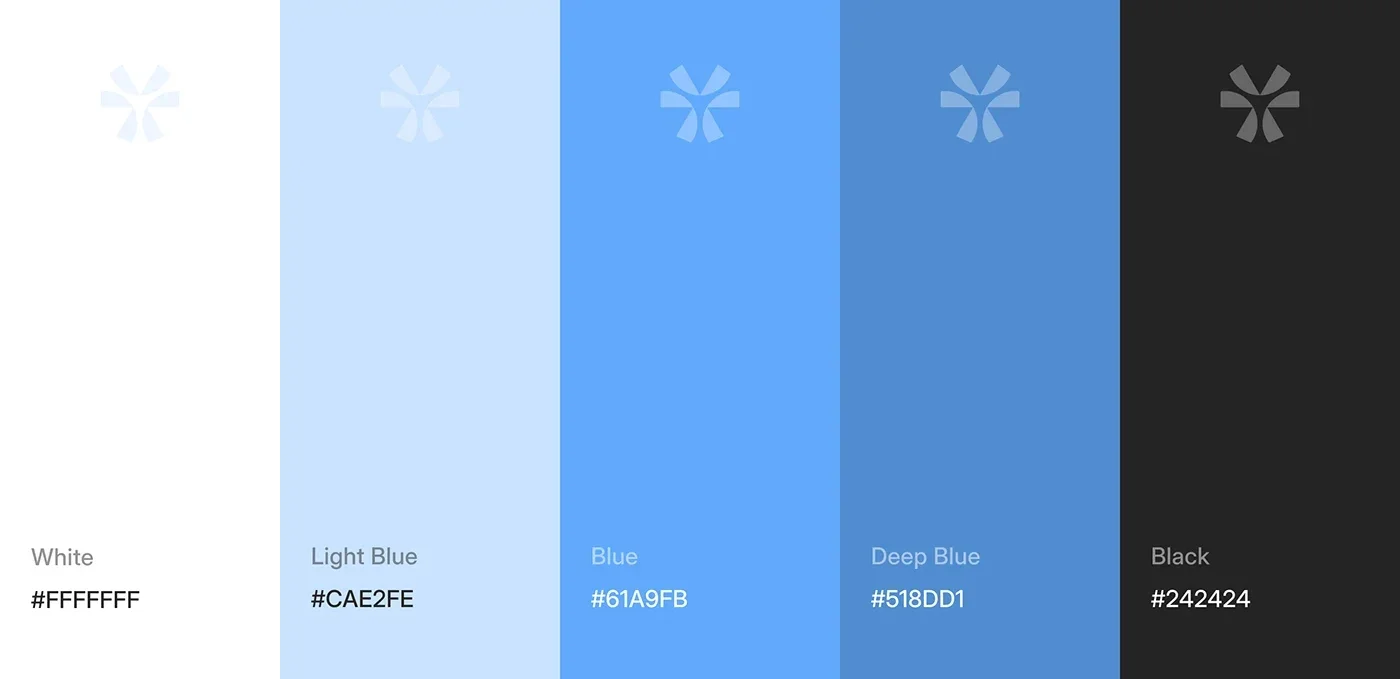 White
#FFFFFFF
Light Blue
#CAE2FE
Blue
#61A9FB
Deep Blue
#518DD1
Black
#242424